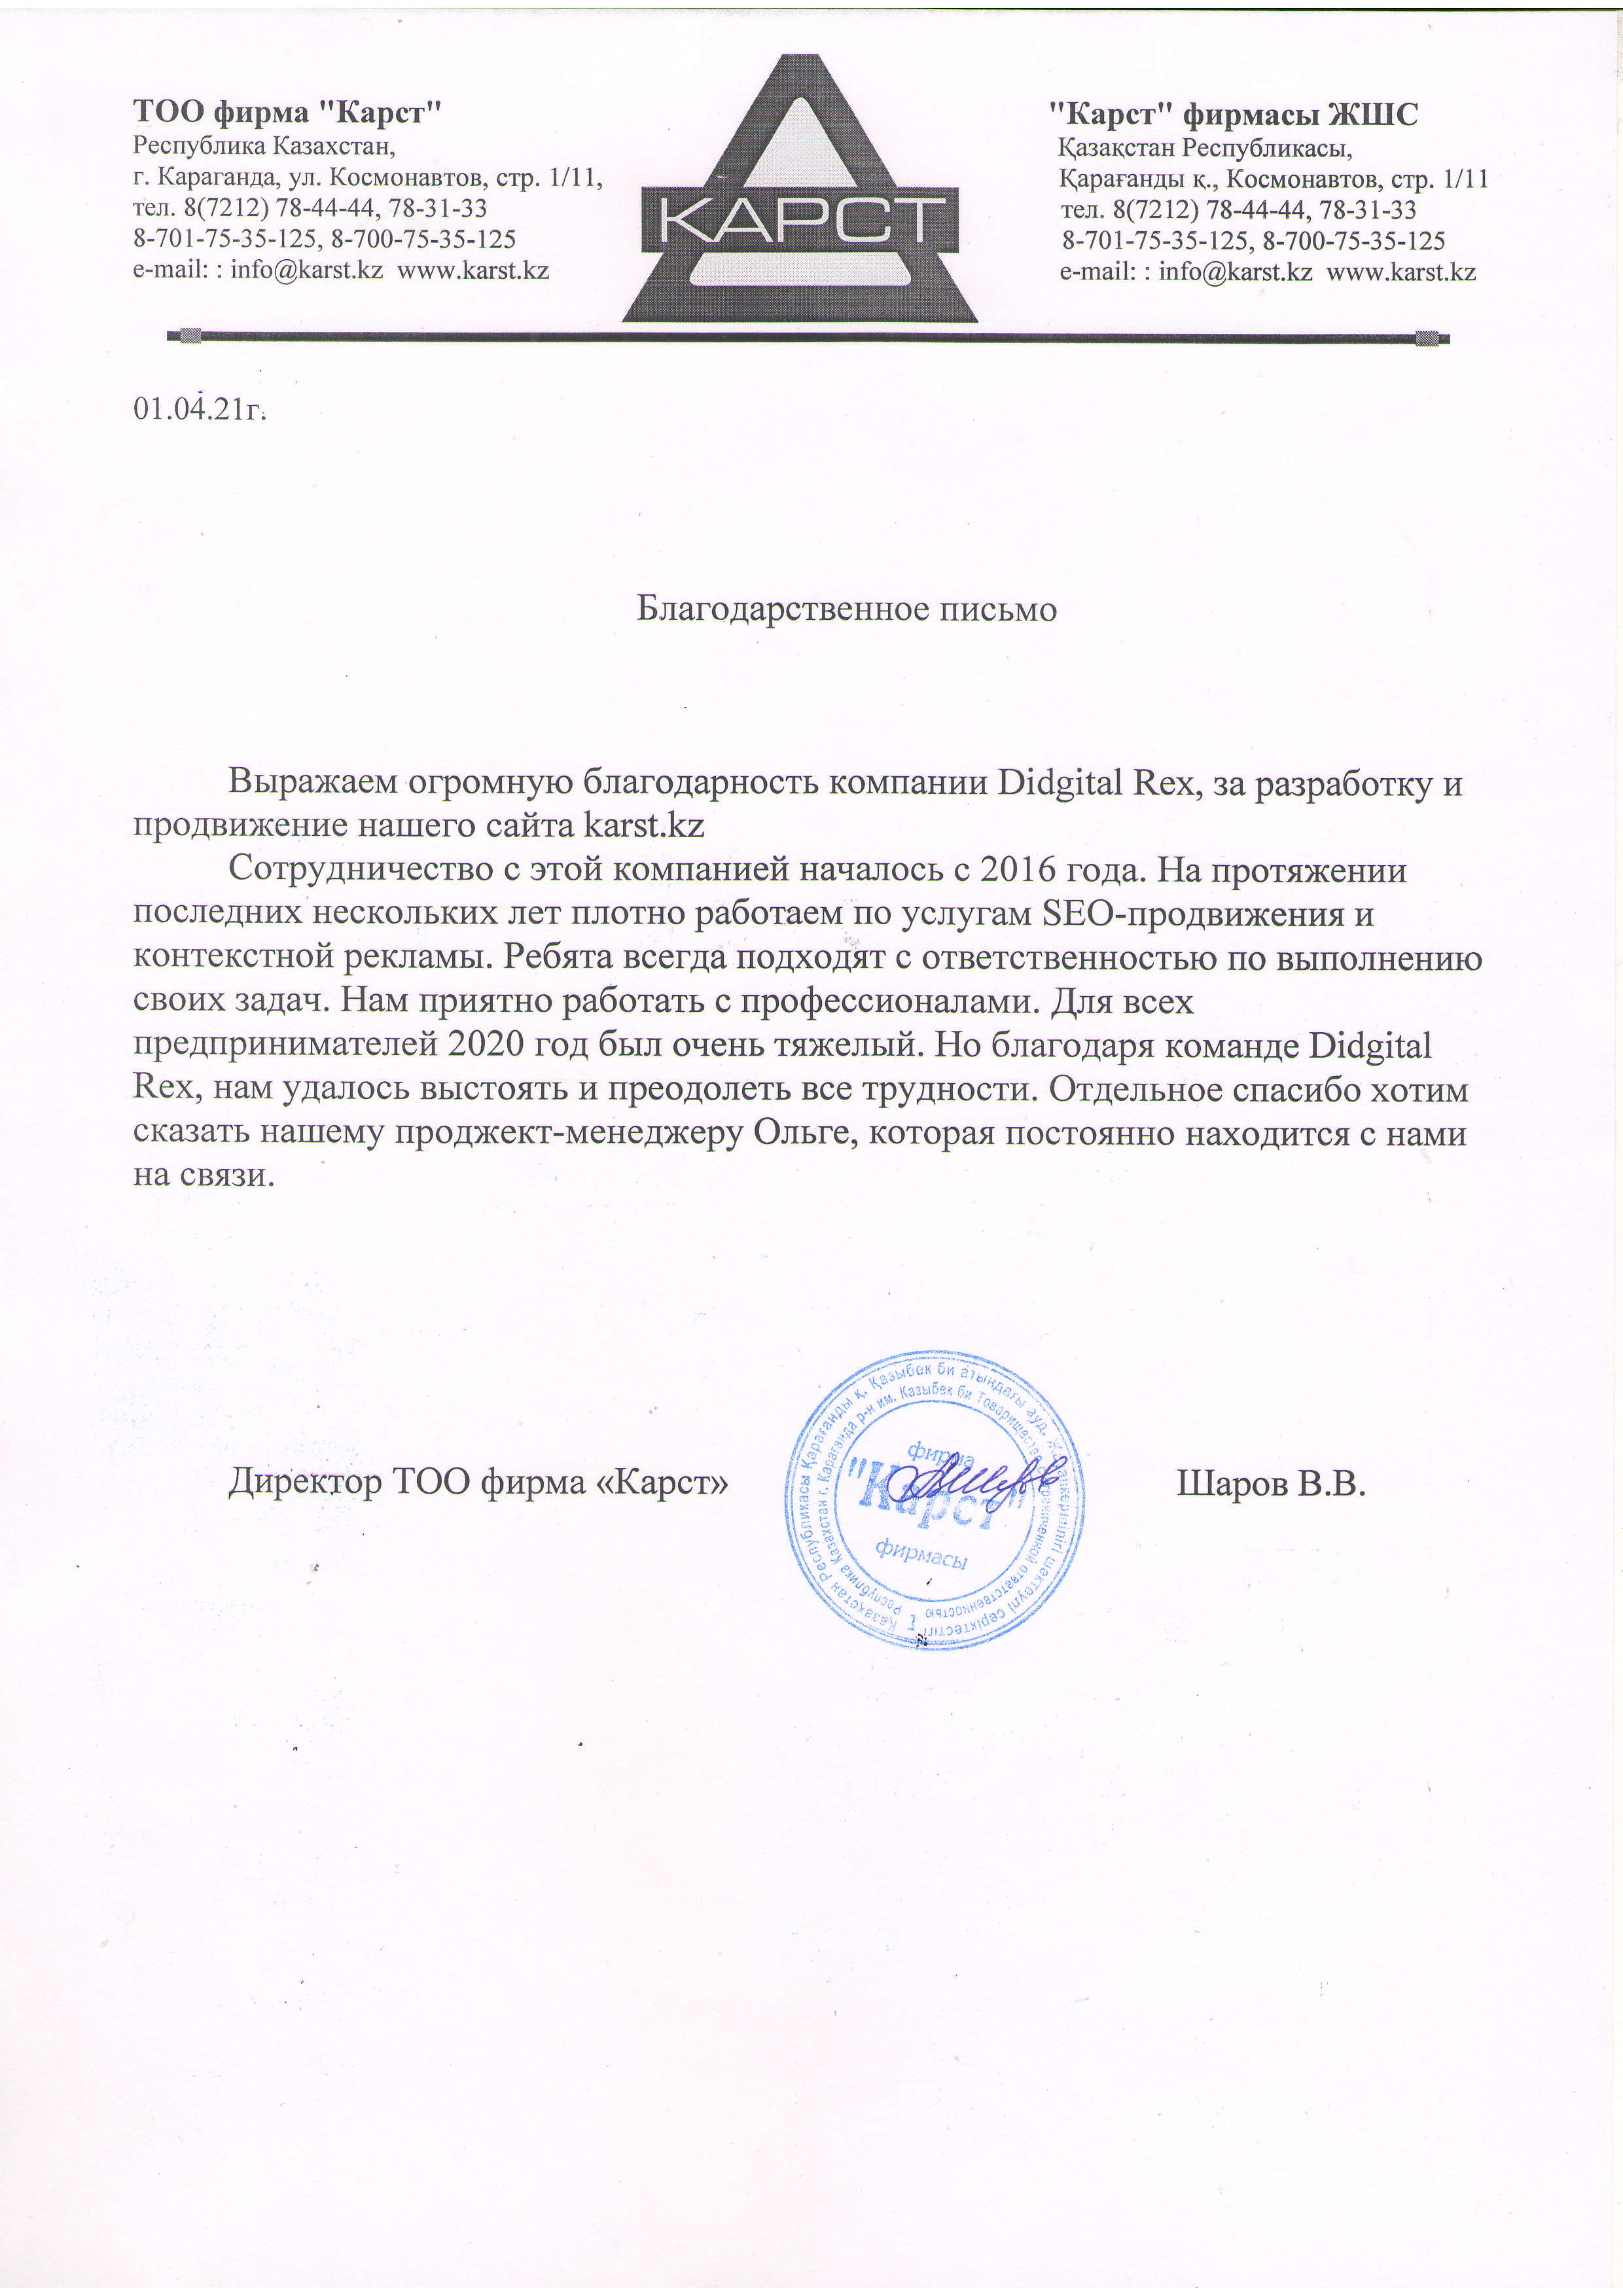 ТОО фирма "Карст"
Республика Казахстан,
г. Караганда, ул. Космонавтов, стр. 1/11,
тел. 8(7212) 78-44-44, 78-31-33
8-701-75-35-125, 8-700-75-35-125
e-mail: : info@karst.kz www.karst.kz
КАРСТ
"Карст" фирмасы ЖШС
Қазақстан Республикасы,
Қарағанды қ., Космонавтов, стр. 1/11
тел. 8(7212) 78-44-44, 78-31-33
8-701-75-35-125, 8-700-75-35-125
e-mail: : info@karst.kz www.karst.kz
01.04.21г.
Благодарственное письмо
Выражаем огромную благодарность компании Didgital Rex, за разработку и
продвижение нашего сайта karst.kz
Сотрудничество с этой компанией началось с 2016 года. На протяжении
последних нескольких лет плотно работаем по услугам SEO-продвижения и
контекстной рекламы. Ребята всегда подходят с ответственностью по выполнению
своих задач. Нам приятно работать с профессионалами. Для всех
предпринимателей 2020 год был очень тяжелый. Но благодаря команде Didgital
Rex, нам удалось выстоять и преодолеть все трудности. Отдельное спасибо хотим
сказать нашему проджект-менеджеру Ольге, которая постоянно находится с нами
на связи.
Директор ТОО фирма «Карст»
Шаров В.В.
Қазақстан Республикасы Қарағанды қ. Қазыбек би атындағы ауд. серіктестігі 1
Республика Казахстан г. Караганда р-н им. Казыбек би Товарищество ответственностью
фирма
"Карст"
фирмасы